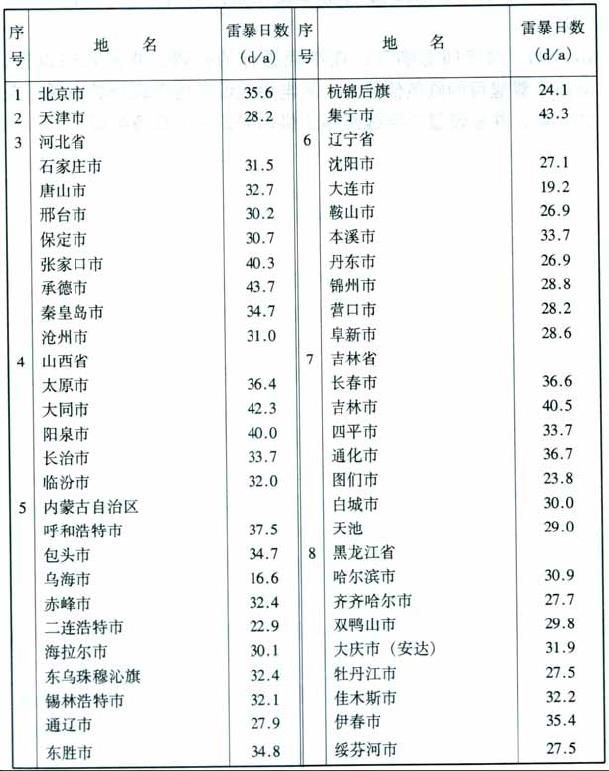 序号 地 名 雷暴日数(d/a)
1 北京市 35.6
2 天津市 28.2
3 河北省
石家庄市 31.5
唐山市 32.7
邢台市 30.2
保定市 30.7
张家口市 40.3
承德市 43.7
秦皇岛市 34.7
沧州市 31.0
4 山西省
太原市 36.4
大同市 42.3
阳泉市 40.0
长治市 33.7
临汾市 32.0
5 内蒙古自治区
呼和浩特市 37.5
包头市 34.7
乌海市 16.6
赤峰市 32.4
二连浩特市 22.9
海拉尔市 30.1
东乌珠穆沁旗 32.4
锡林浩特市 32.1
通辽市 27.9
东胜市 34.8
序号 地 名 雷暴日数(d/a)
杭锦后旗 24.1
集宁市 43.3
6 辽宁省
沈阳市 27.1
大连市 19.2
鞍山市 26.9
本溪市 33.7
丹东市 26.9
锦州市 28.8
营口市 28.2
阜新市 28.6
7 吉林省
长春市 36.6
吉林市 40.5
四平市 33.7
通化市 36.7
图们市 23.8
白城市 30.0
天池 29.0
8 黑龙江省
哈尔滨市 30.9
齐齐哈尔市 27.7
双鸭山市 29.8
大庆市（安达） 31.9
牡丹江市 27.5
佳木斯市 32.2
伊春市 35.4
绥芬河市 27.5